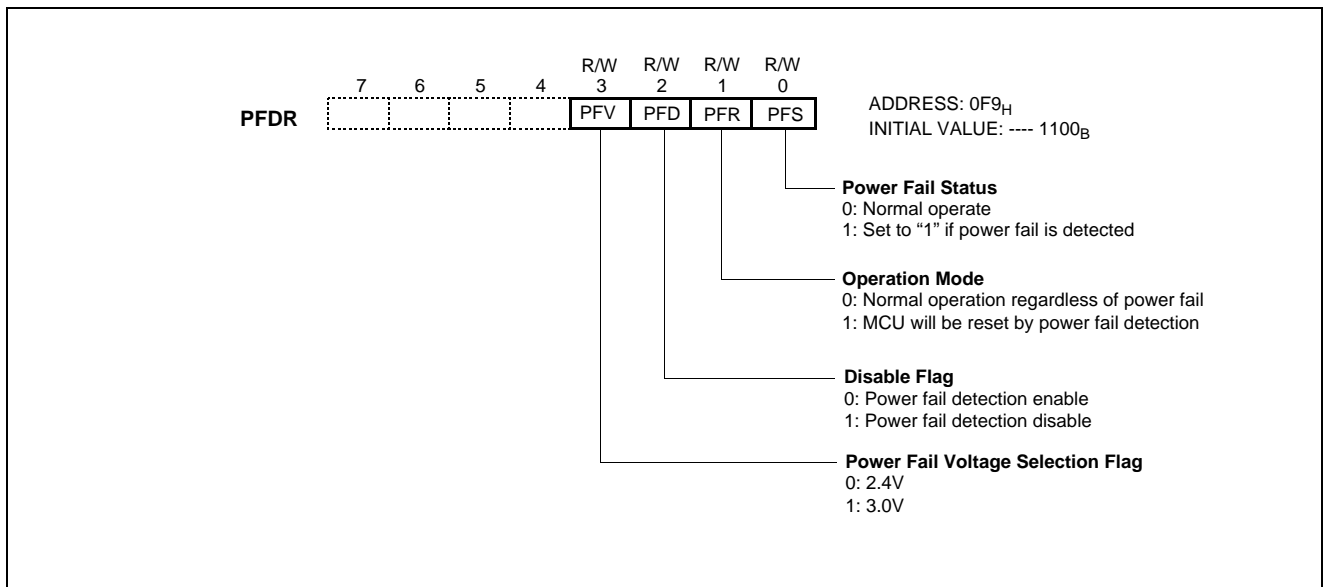 R/W R/W R/W R/W
7 6 5 4 3 2 1 0
PFDR PFV PFD PFR PFS
ADDRESS: 0F9H
INITIAL VALUE: ---- 1100B
Power Fail Status
0: Normal operate
1: Set to “1” if power fail is detected
Operation Mode
0: Normal operation regardless of power fail
1: MCU will be reset by power fail detection
Disable Flag
0: Power fail detection enable
1: Power fail detection disable
Power Fail Voltage Selection Flag
0: 2.4V
1: 3.0V